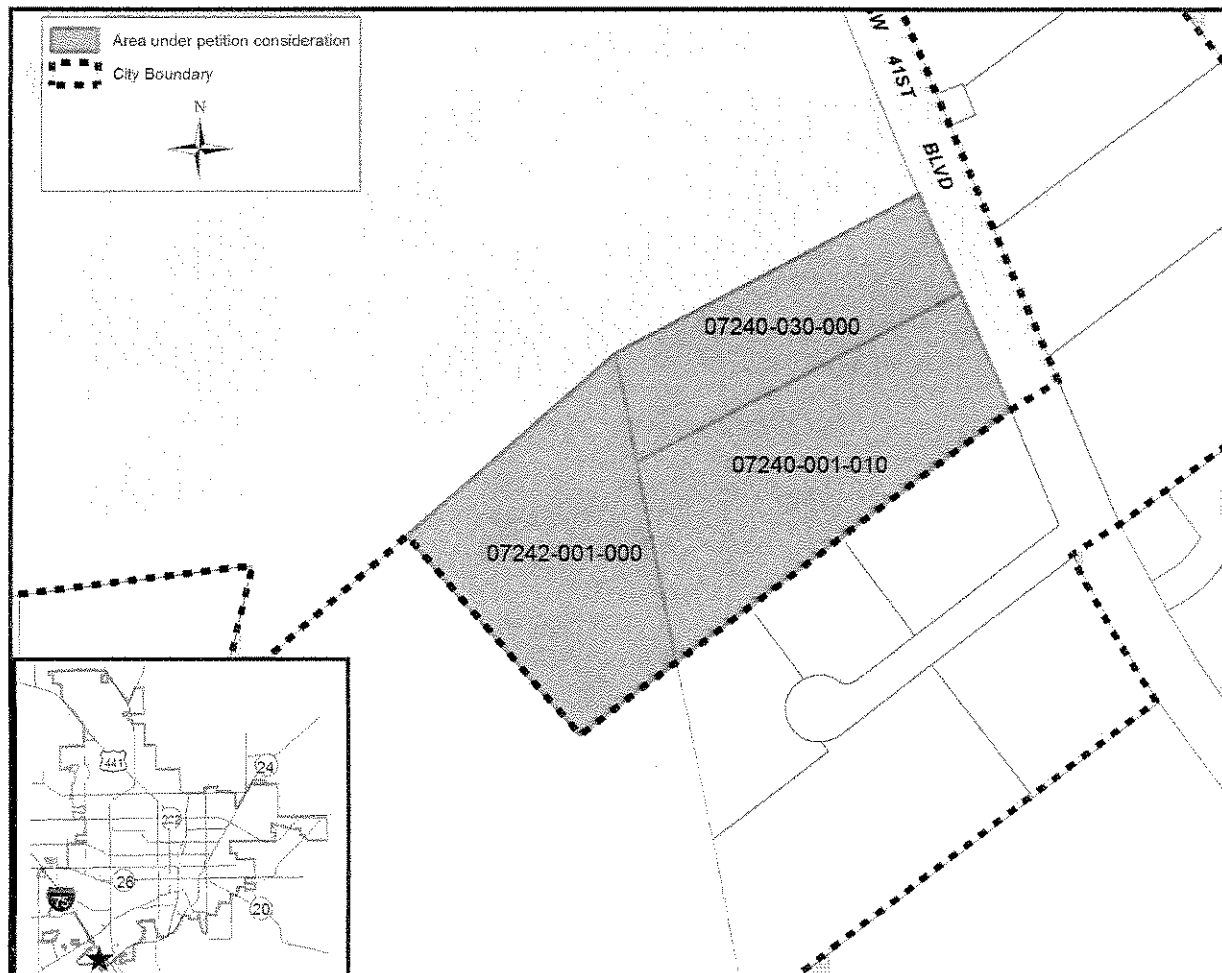 Area under petition consideration
City Boundary
N
W 41ST BLVD
07240-030-000
07240-001-010
07242-001-000
441
24
26
75
20